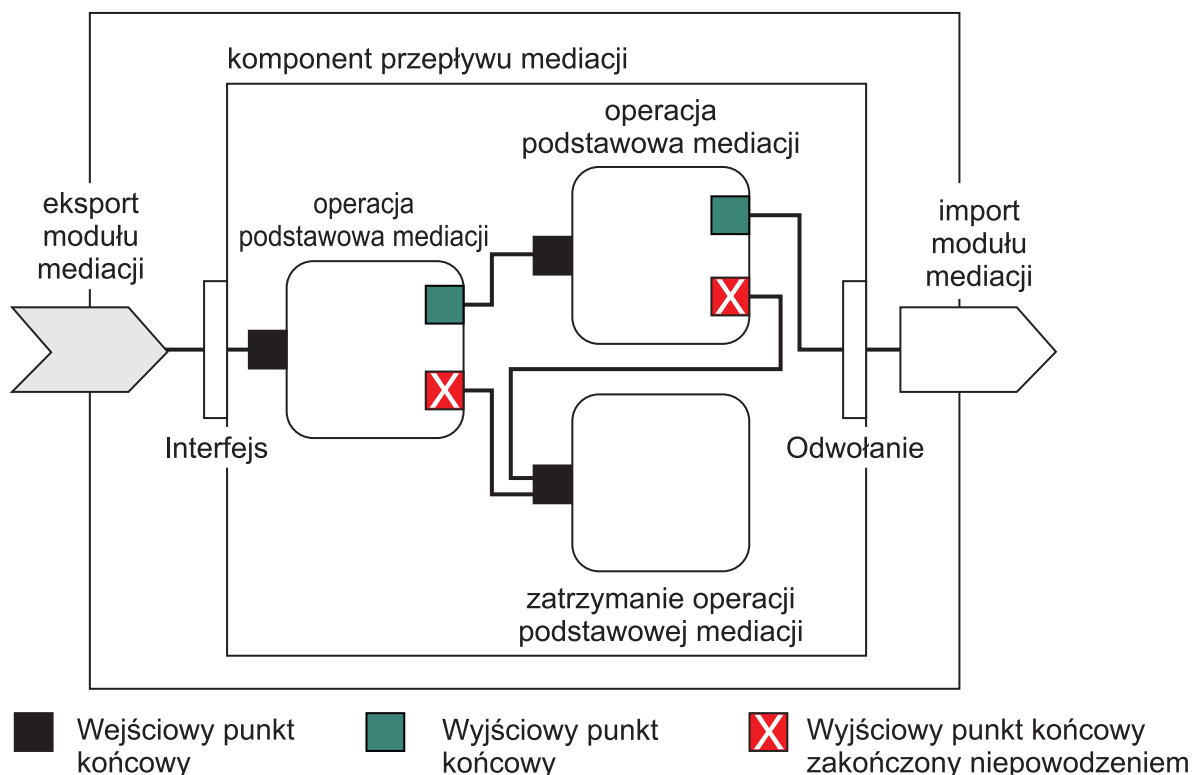 komponent przepływu mediacji
operacja
podstawowa mediacji
eksport
modułu
mediacji
operacja
podstawowa mediacji
import
modułu
mediacji
X
X
Interfejs
Odwołanie
zatrzymanie operacji
podstawowej mediacji
Wejściowy punkt
końcowy
Wyjściowy punkt
końcowy
X
Wyjściowy punkt końcowy
zakończony niepowodzeniem